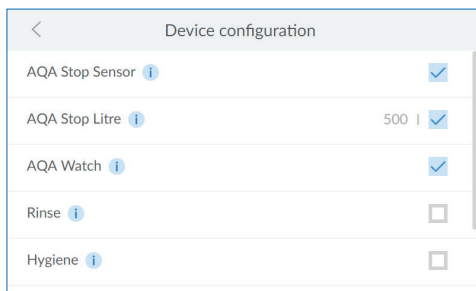 Device configuration
AQA Stop Sensor i
AQA Stop Litre i 500 l
AQA Watch i
Rinse i
Hygiene i